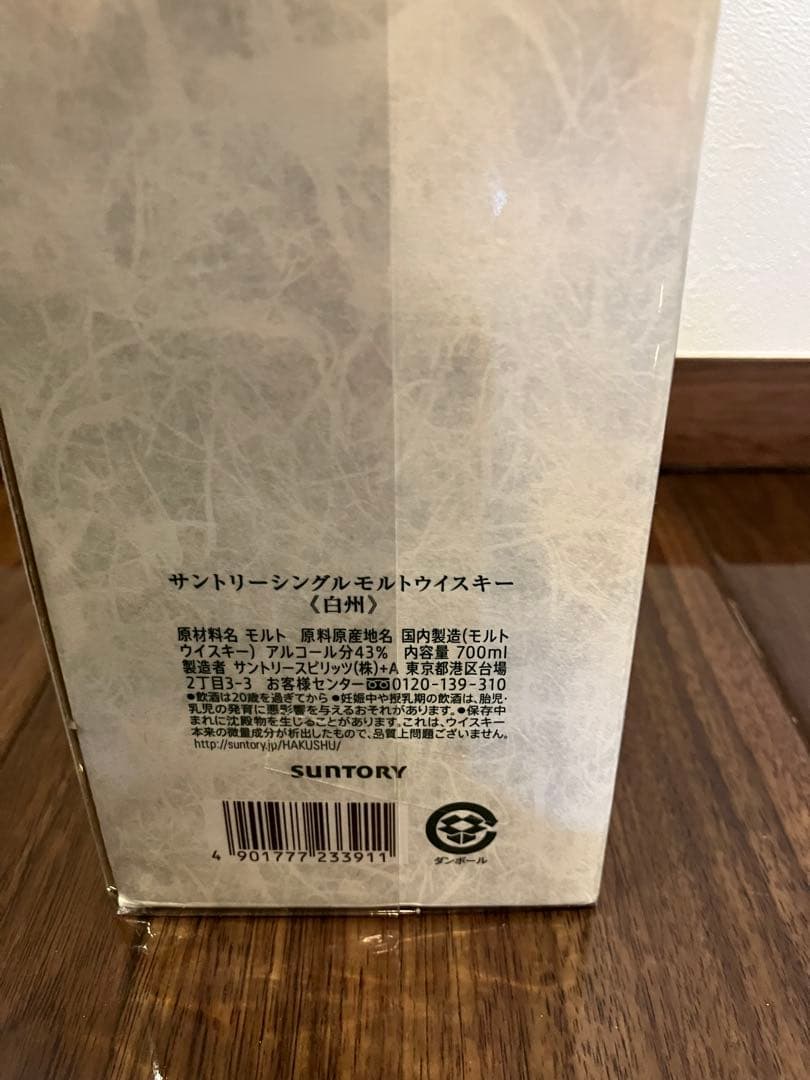 サントリーシングルモルトウイスキー
《白州》
原材料名 モルト 原料原産地名 国内製造(モルト
ウイスキー) アルコール分43% 内容量 700ml
製造者 サントリースピリッツ(株)+A 東京都港区台場
2丁目3-3 お客様センター 0120-139-310
●飲酒は20歳を過ぎてから ●妊娠中や授乳期の飲酒は、胎児・
乳児の発育に悪影響を与えるおそれがあります。●保存中
まれに沈殿物を生じることがあります。これは、ウイスキー
本来の微量成分が析出したもので、品質上問題ございません。
http://suntory.jp/HAKUSHU/
SUNTORY
4 901777 233911
ダンボール